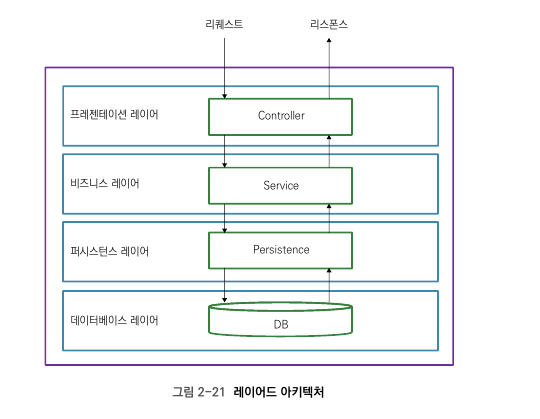 리퀘스트 리스폰스
프레젠테이션 레이어 Controller
비즈니스 레이어 Service
퍼시스턴스 레이어 Persistence
데이터베이스 레이어 DB
그림 2-21 레이어드 아키텍처